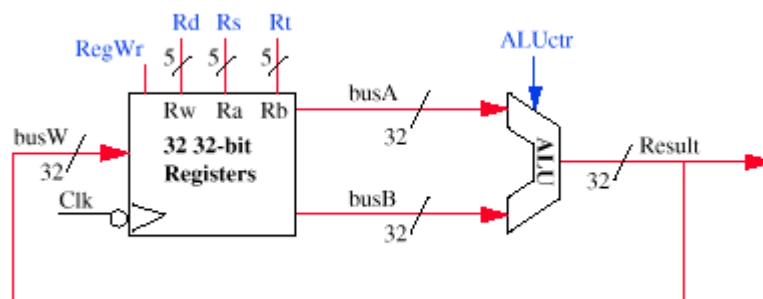 Rd Rs Rt
RegWr 5 5 5 ALUctr
Rw Ra Rb busA
busW 32 32-bit 32 Result
32 Registers ALU 32
Clk busB
32